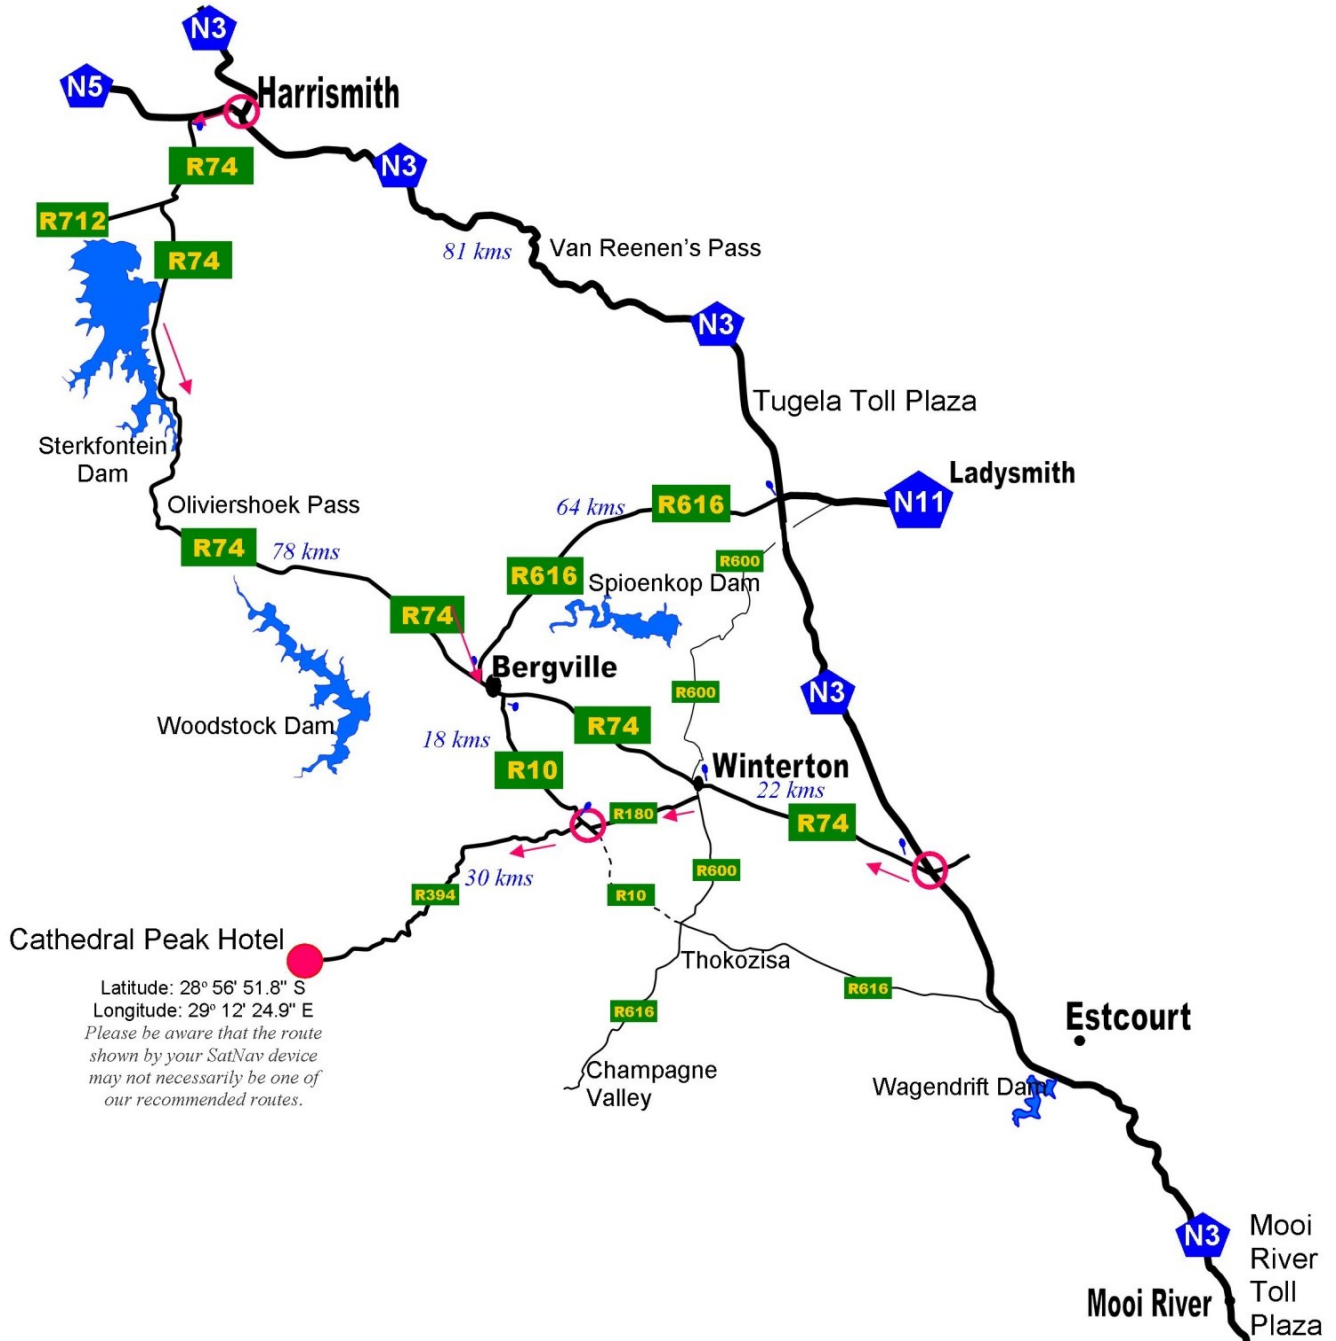 N3
N5
Harrismith
R74
N3
R712
R74
81 kms
Van Reenen's Pass
N3
Tugela Toll Plaza
Sterkfontein
Dam
Ladysmith
N11
Oliviershoek Pass
64 kms
R616
R74
78 kms
R616
R600
Spioenkop Dam
R74
Bergville
R600
N3
Woodstock Dam
18 kms
R74
R10
Winterton
22 kms
R180
R74
30 kms
R394
R600
R10
Cathedral Peak Hotel
Latitude: 28º 56' 51.8" S
Longitude: 29º 12' 24.9" E
Please be aware that the route
shown by your SatNav device
may not necessarily be one of
our recommended routes.
Thokozisa
R616
R616
Estcourt
Champagne
Valley
Wagendrift Dam
N3
Mooi
River
Toll
Plaza
Mooi River